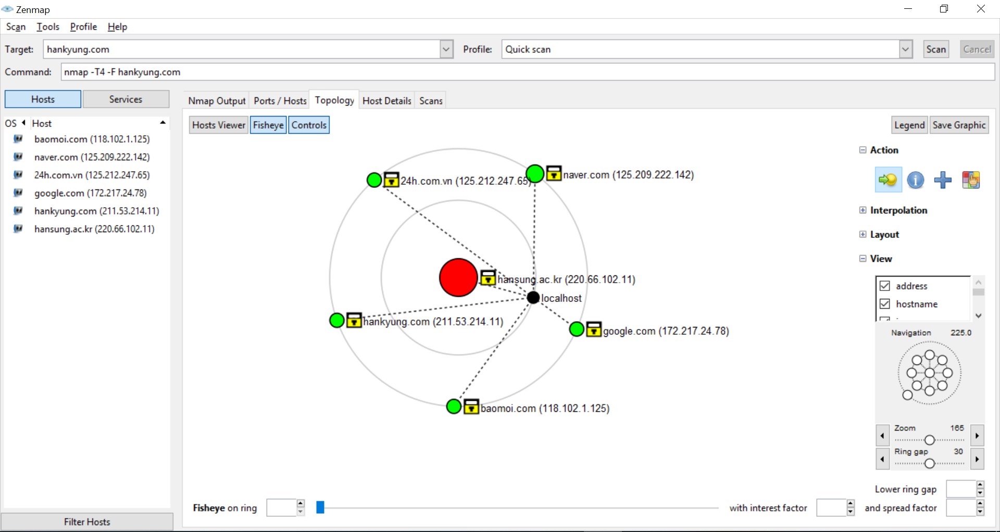 Zenmap
Scan Tools Profile Help
Target: hankyung.com Profile: Quick scan Scan Cancel
Command: nmap -T4 -F hankyung.com
Hosts Services
OS Host
baomoi.com (118.102.1.125)
naver.com (125.209.222.142)
24h.com.vn (125.212.247.65)
google.com (172.217.24.78)
hankyung.com (211.53.214.11)
hansung.ac.kr (220.66.102.11)
Filter Hosts
Nmap Output Ports / Hosts Topology Host Details Scans
Hosts Viewer Fisheye Controls Legend Save Graphic
24h.com.vn (125.212.247.65)
naver.com (125.209.222.142)
hansung.ac.kr (220.66.102.11)
localhost
hankyung.com (211.53.214.11)
google.com (172.217.24.78)
baomoi.com (118.102.1.125)
Action
Interpolation
Layout
View
address
hostname
Navigation 225.0
Zoom 165
Ring gap 30
Lower ring gap
Fisheye on ring with interest factor and spread factor